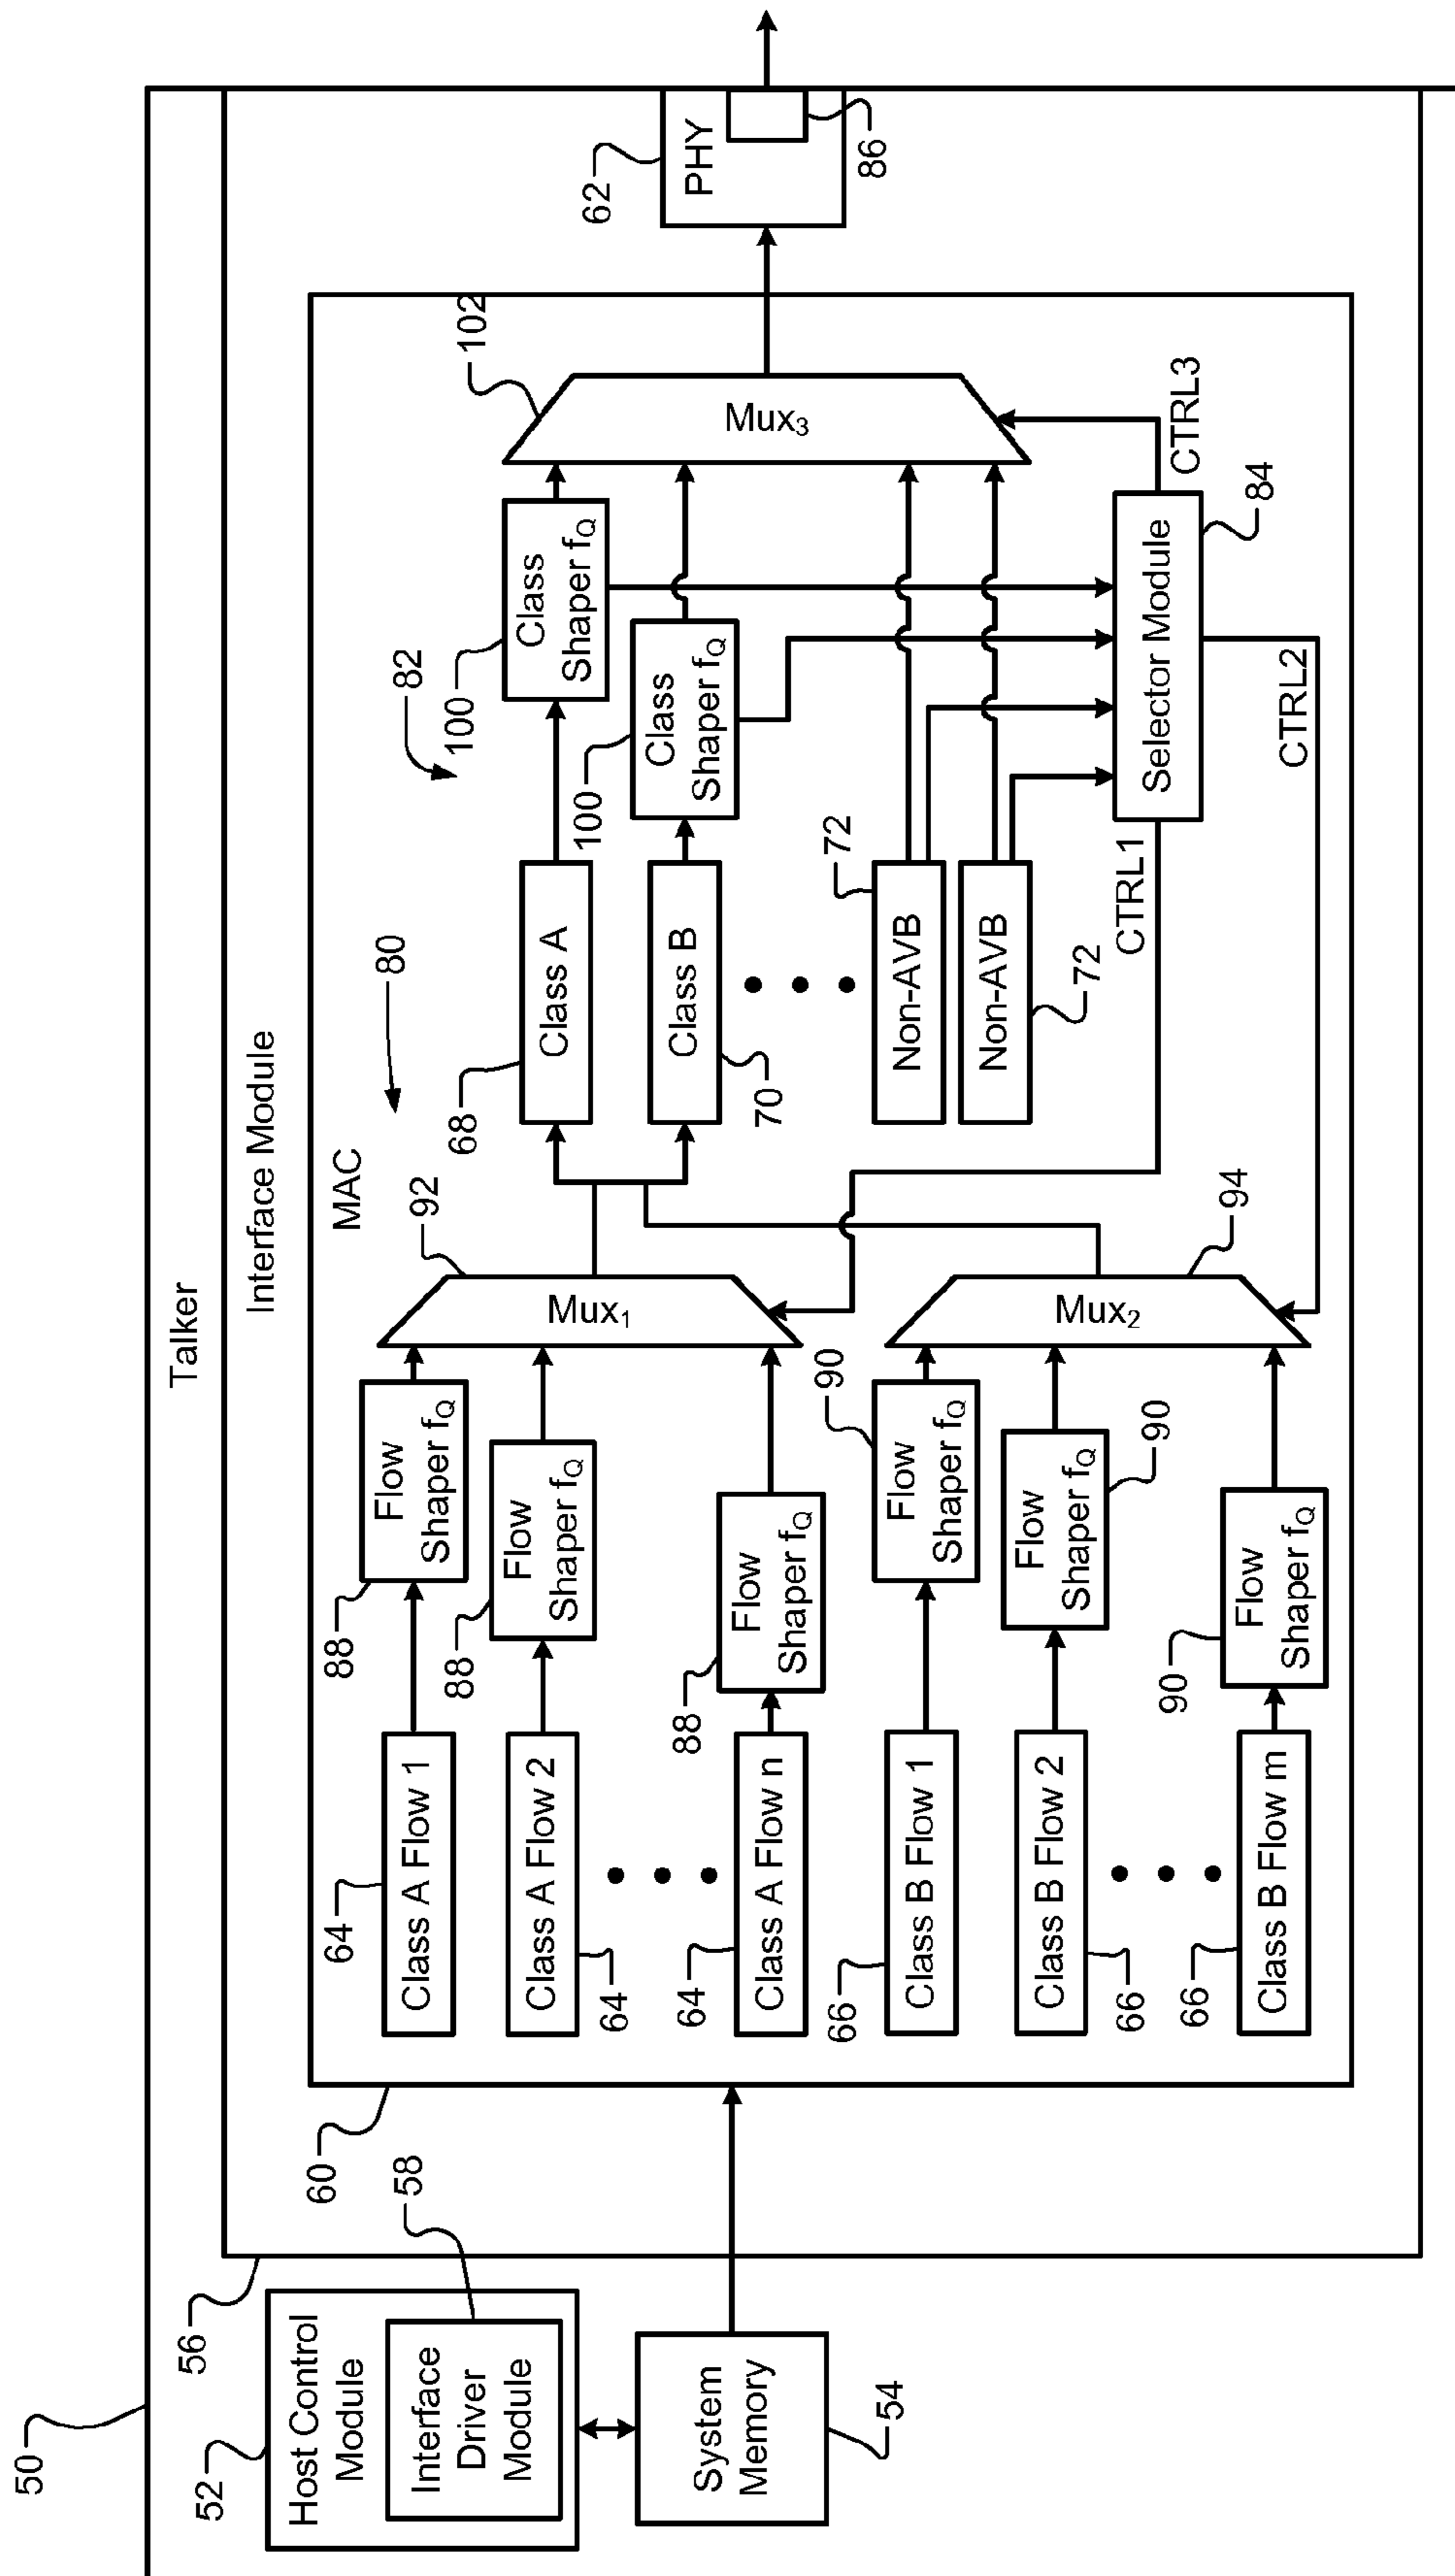 50
Talker
56
Interface Module
52
Host Control
Module
58
Interface
Driver
Module
System
Memory
54
60
MAC
80
82
64
Class A Flow 1
88
Flow
Shaper fQ
Class A Flow 2
64
88
Flow
Shaper fQ
64
Class A Flow n
88
Flow
Shaper fQ
92
Mux1
66
Class B Flow 1
90
Flow
Shaper fQ
Class B Flow 2
66
Flow
Shaper fQ
90
66
Class B Flow m
90
Flow
Shaper fQ
Mux2
94
68
Class A
100
Class
Shaper fQ
70
Class B
100
Class
Shaper fQ
72
Non-AVB
Non-AVB
72
102
Mux3
CTRL1
Selector Module
84
CTRL2
CTRL3
62
PHY
86